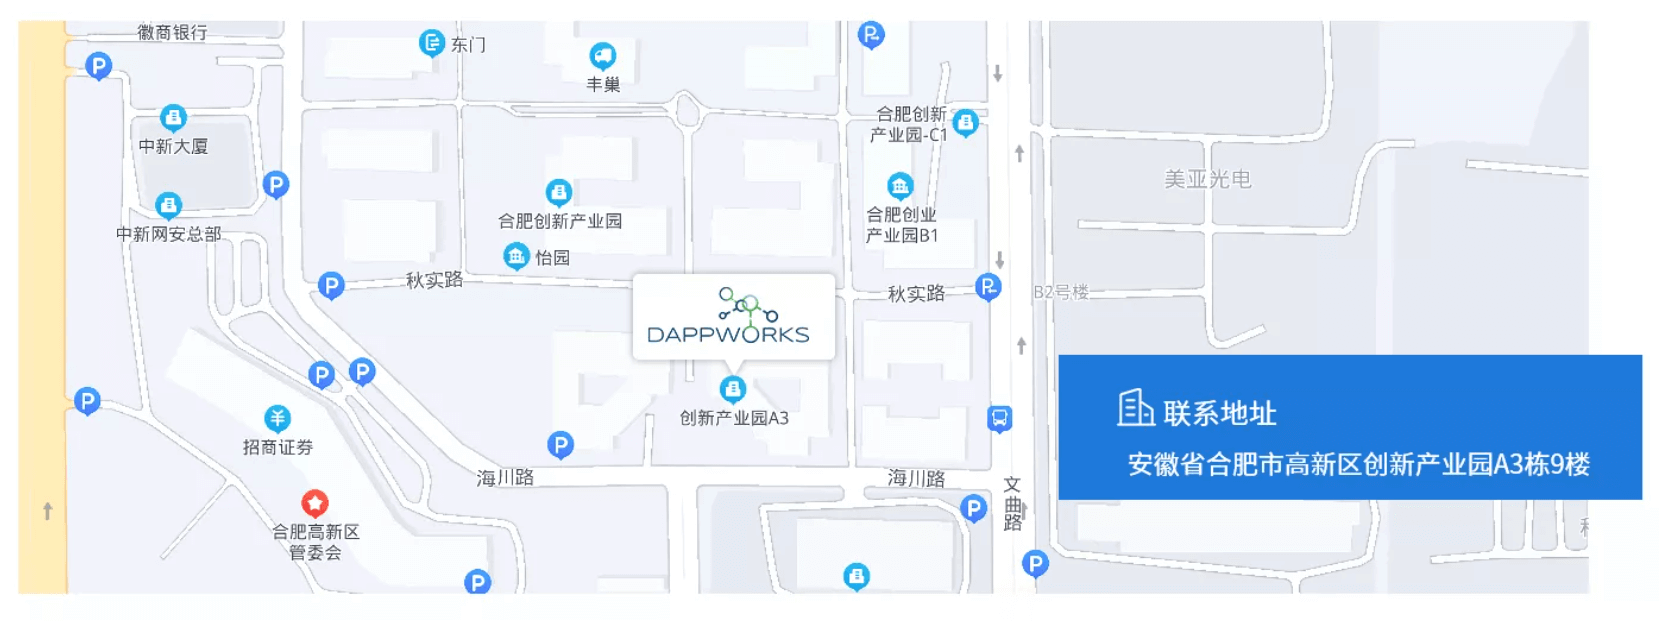 徽商银行
P
东门
丰巢
P
合肥创新
产业园-C1
中新大厦
P
中新网安总部
合肥创新产业园
怡园
合肥创业
产业园B1
美亚光电
P
秋实路
秋实路
P
B2号楼
DAPPWORKS
P
P
P
创新产业园A3
招商证券
P
联系地址
安徽省合肥市高新区创新产业园A3栋9楼
海川路
海川路
文曲路
P
合肥高新区
管委会
P
P